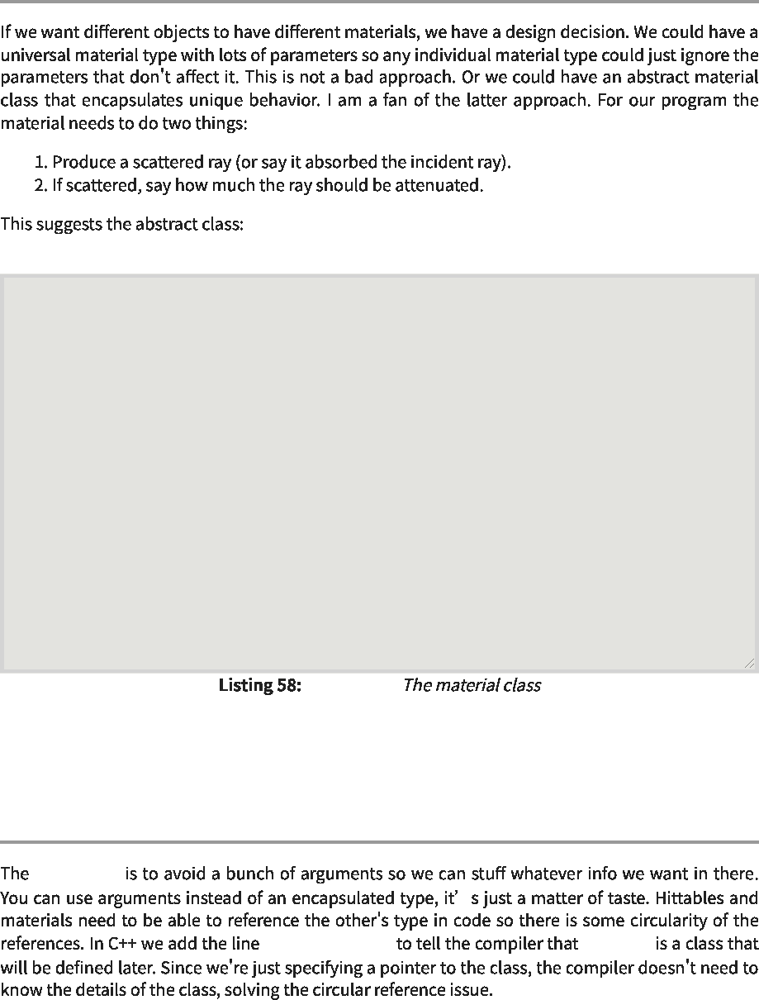 If we want different objects to have different materials, we have a design decision. We could have a
universal material type with lots of parameters so any individual material type could just ignore the
parameters that don't affect it. This is not a bad approach. Or we could have an abstract material
class that encapsulates unique behavior. I am a fan of the latter approach. For our program the
material needs to do two things:
1. Produce a scattered ray (or say it absorbed the incident ray).
2. If scattered, say how much the ray should be attenuated.
This suggests the abstract class:
Listing 58: The material class
The is to avoid a bunch of arguments so we can stuff whatever info we want in there.
You can use arguments instead of an encapsulated type, it’s just a matter of taste. Hittables and
materials need to be able to reference the other's type in code so there is some circularity of the
references. In C++ we add the line to tell the compiler that is a class that
will be defined later. Since we're just specifying a pointer to the class, the compiler doesn't need to
know the details of the class, solving the circular reference issue.